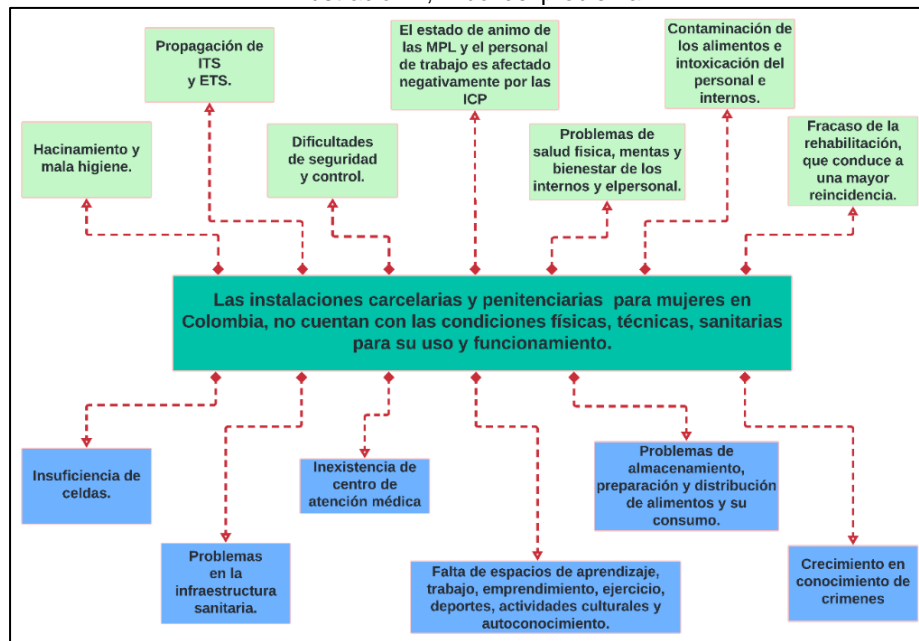 Propagación de
ITS
y ETS.
El estado de animo de
las MPL y el personal
de trabajo es afectado
negativamente por las
ICP
Contaminación de
los alimentos e
intoxicación del
personal e
internos.
Hacinamiento y
mala higiene.
Dificultades
de seguridad
y control.
Problemas de
salud física, mentas y
bienestar de los
internos y elpersonal.
Fracaso de la
rehabilitación,
que conduce a
una mayor
reincidencia.
Las instalaciones carcelarias y penitenciarias para mujeres en
Colombia, no cuentan con las condiciones físicas, técnicas, sanitarias
para su uso y funcionamiento.
Insuficiencia de
celdas.
Inexistencia de
centro de
atención médica
Problemas de
almacenamiento,
preparación y distribución
de alimentos y su
consumo.
Problemas
en la
infraestructura
sanitaria.
Falta de espacios de aprendizaje,
trabajo, emprendimiento, ejercicio,
deportes, actividades culturales y
autoconocimiento.
Crecimiento en
conocimiento de
crimenes